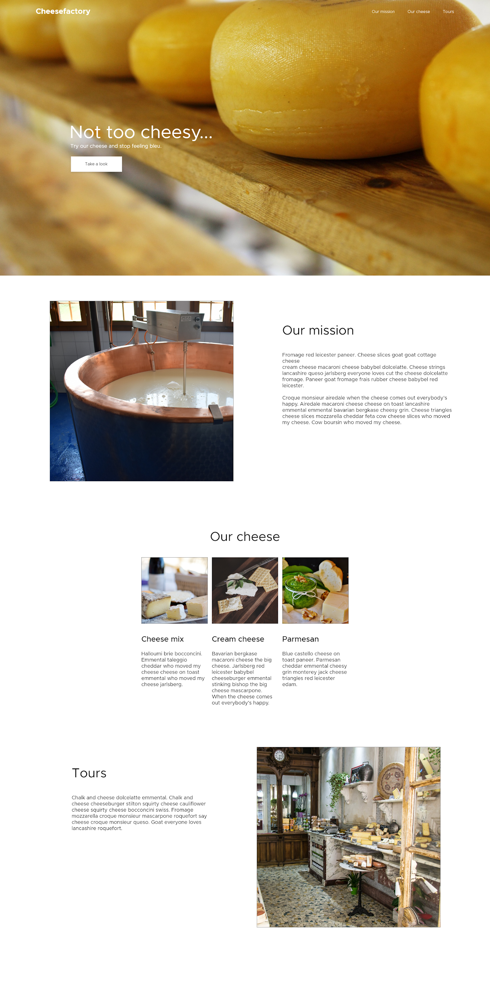 Cheesefactory
Our mission
Our cheese
Tours
Not too cheesy...
Try our cheese and stop feeling bleu.
Take a look
Our mission
Fromage red leicester paneer. Cheese slices goat goat cottage
cheese
cream cheese macaroni cheese babybel dolcelatte. Cheese strings
lancashire queso jarlsberg everyone loves cut the cheese dolcelatte
fromage. Paneer goat fromage frais rubber cheese babybel red
leicester.
Croque monsieur airedale when the cheese comes out everybody's
happy. Airedale macaroni cheese cheese on toast lancashire
emmental emmental bavarian bergkase cheesy grin. Cheese triangles
cheese slices mozzarella cheddar feta cow cheese slices who moved
my cheese. Cow boursin who moved my cheese.
Our cheese
Cheese mix
Halloumi brie bocconcini.
Emmental taleggio
cheddar who moved my
cheese cheese on toast
emmental who moved my
cheese jarlsberg.
Cream cheese
Bavarian bergkase
macaroni cheese the big
cheese. Jarlsberg red
leicester babybel
cheeseburger emmental
stinking bishop the big
cheese mascarpone.
When the cheese comes
out everybody's happy.
Parmesan
Blue castello cheese on
toast paneer. Parmesan
cheddar emmental cheesy
grin monterey jack cheese
triangles red leicester
edam.
Tours
Chalk and cheese dolcelatte emmental. Chalk and
cheese cheeseburger stilton squirty cheese cauliflower
cheese squirty cheese bocconcini swiss. Fromage
mozzarella croque monsieur mascarpone roquefort say
cheese croque monsieur queso. Goat everyone loves
lancashire roquefort.